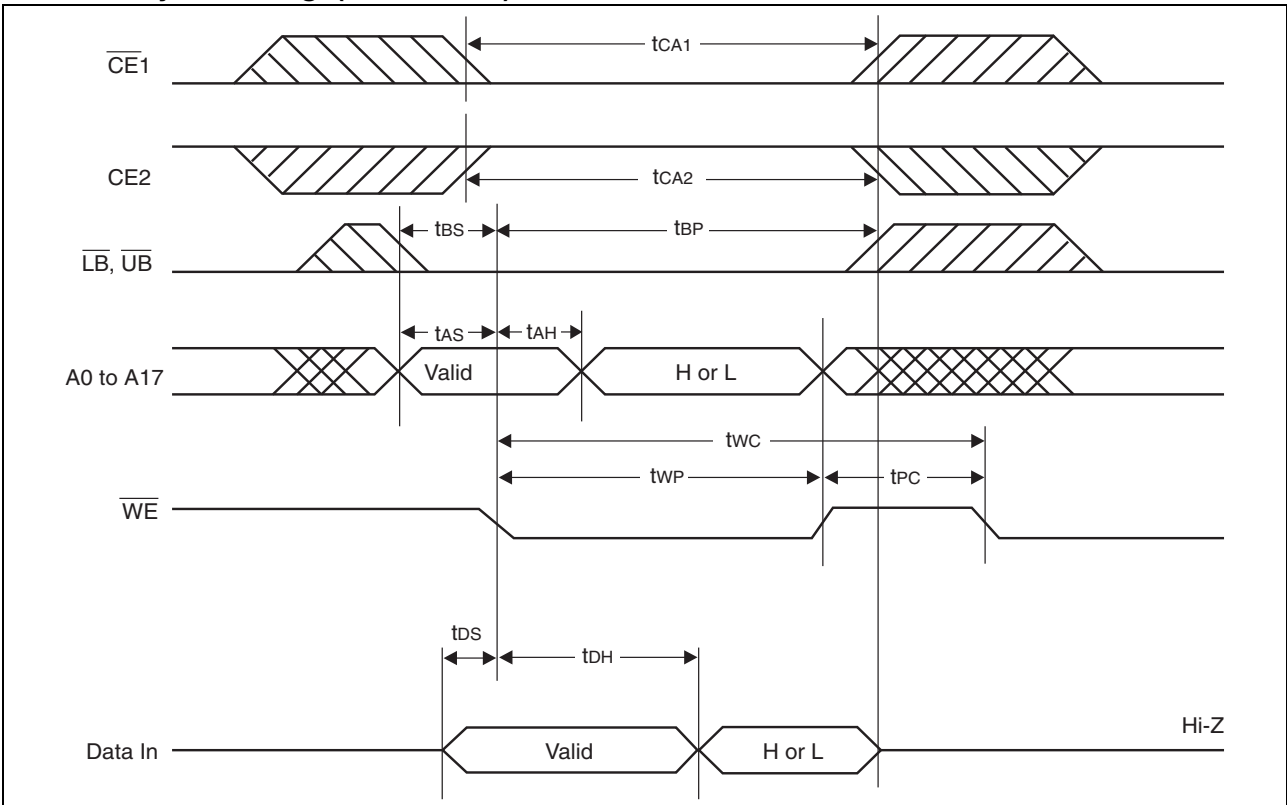 CE1
tCA1
CE2
tCA2
tBS
tBP
LB, UB
tAS
tAH
A0 to A17
Valid
H or L
tWC
tWP
tPC
WE
tDS
tDH
Hi-Z
Data In
Valid
H or L